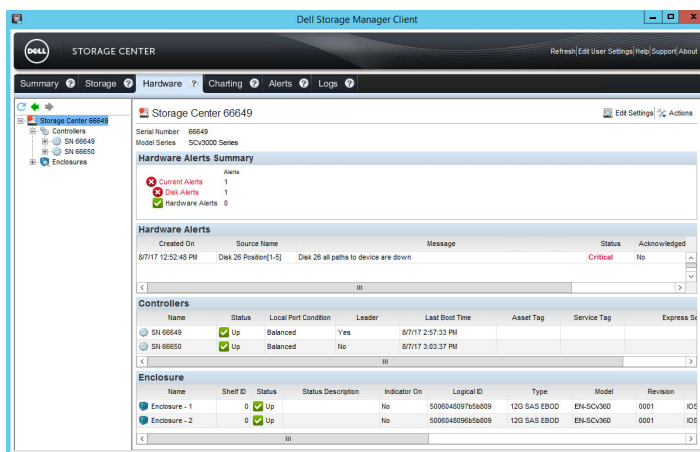 Dell Storage Manager Client
DELL
STORAGE CENTER
Refresh|Edit User Settings|Help|Support|About
Summary ? Storage ? Hardware ? Charting ? Alerts ? Logs ?
Storage Center 66649
Controllers
SN 66649
SN 66650
Enclosures
Storage Center 66649
Edit Settings Actions
Serial Number 66649
Model Series SCv3000 Series
Hardware Alerts Summary
Alerts
Current Alerts 1
Disk Alerts 1
Hardware Alerts 0
Hardware Alerts
Created On Source Name Message Status Acknowledged
8/7/17 12:52:48 PM Disk 26 Position[1-5] Disk 26 all paths to device are down Critical No
Controllers
Name Status Local Port Condition Leader Last Boot Time Asset Tag Service Tag Express Se
SN 66649 Up Balanced Yes 8/7/17 2:57:33 PM
SN 66650 Up Balanced No 8/7/17 3:03:37 PM
Enclosure
Name Shelf ID Status Status Description Indicator On Logical ID Type Model Revision
Enclosure - 1 0 Up No 5006048097b5b809 12G SAS EBOD EN-SCv360 0001 IOS
Enclosure - 2 0 Up No 5006048096b5b809 12G SAS EBOD EN-SCv360 0001 IOS